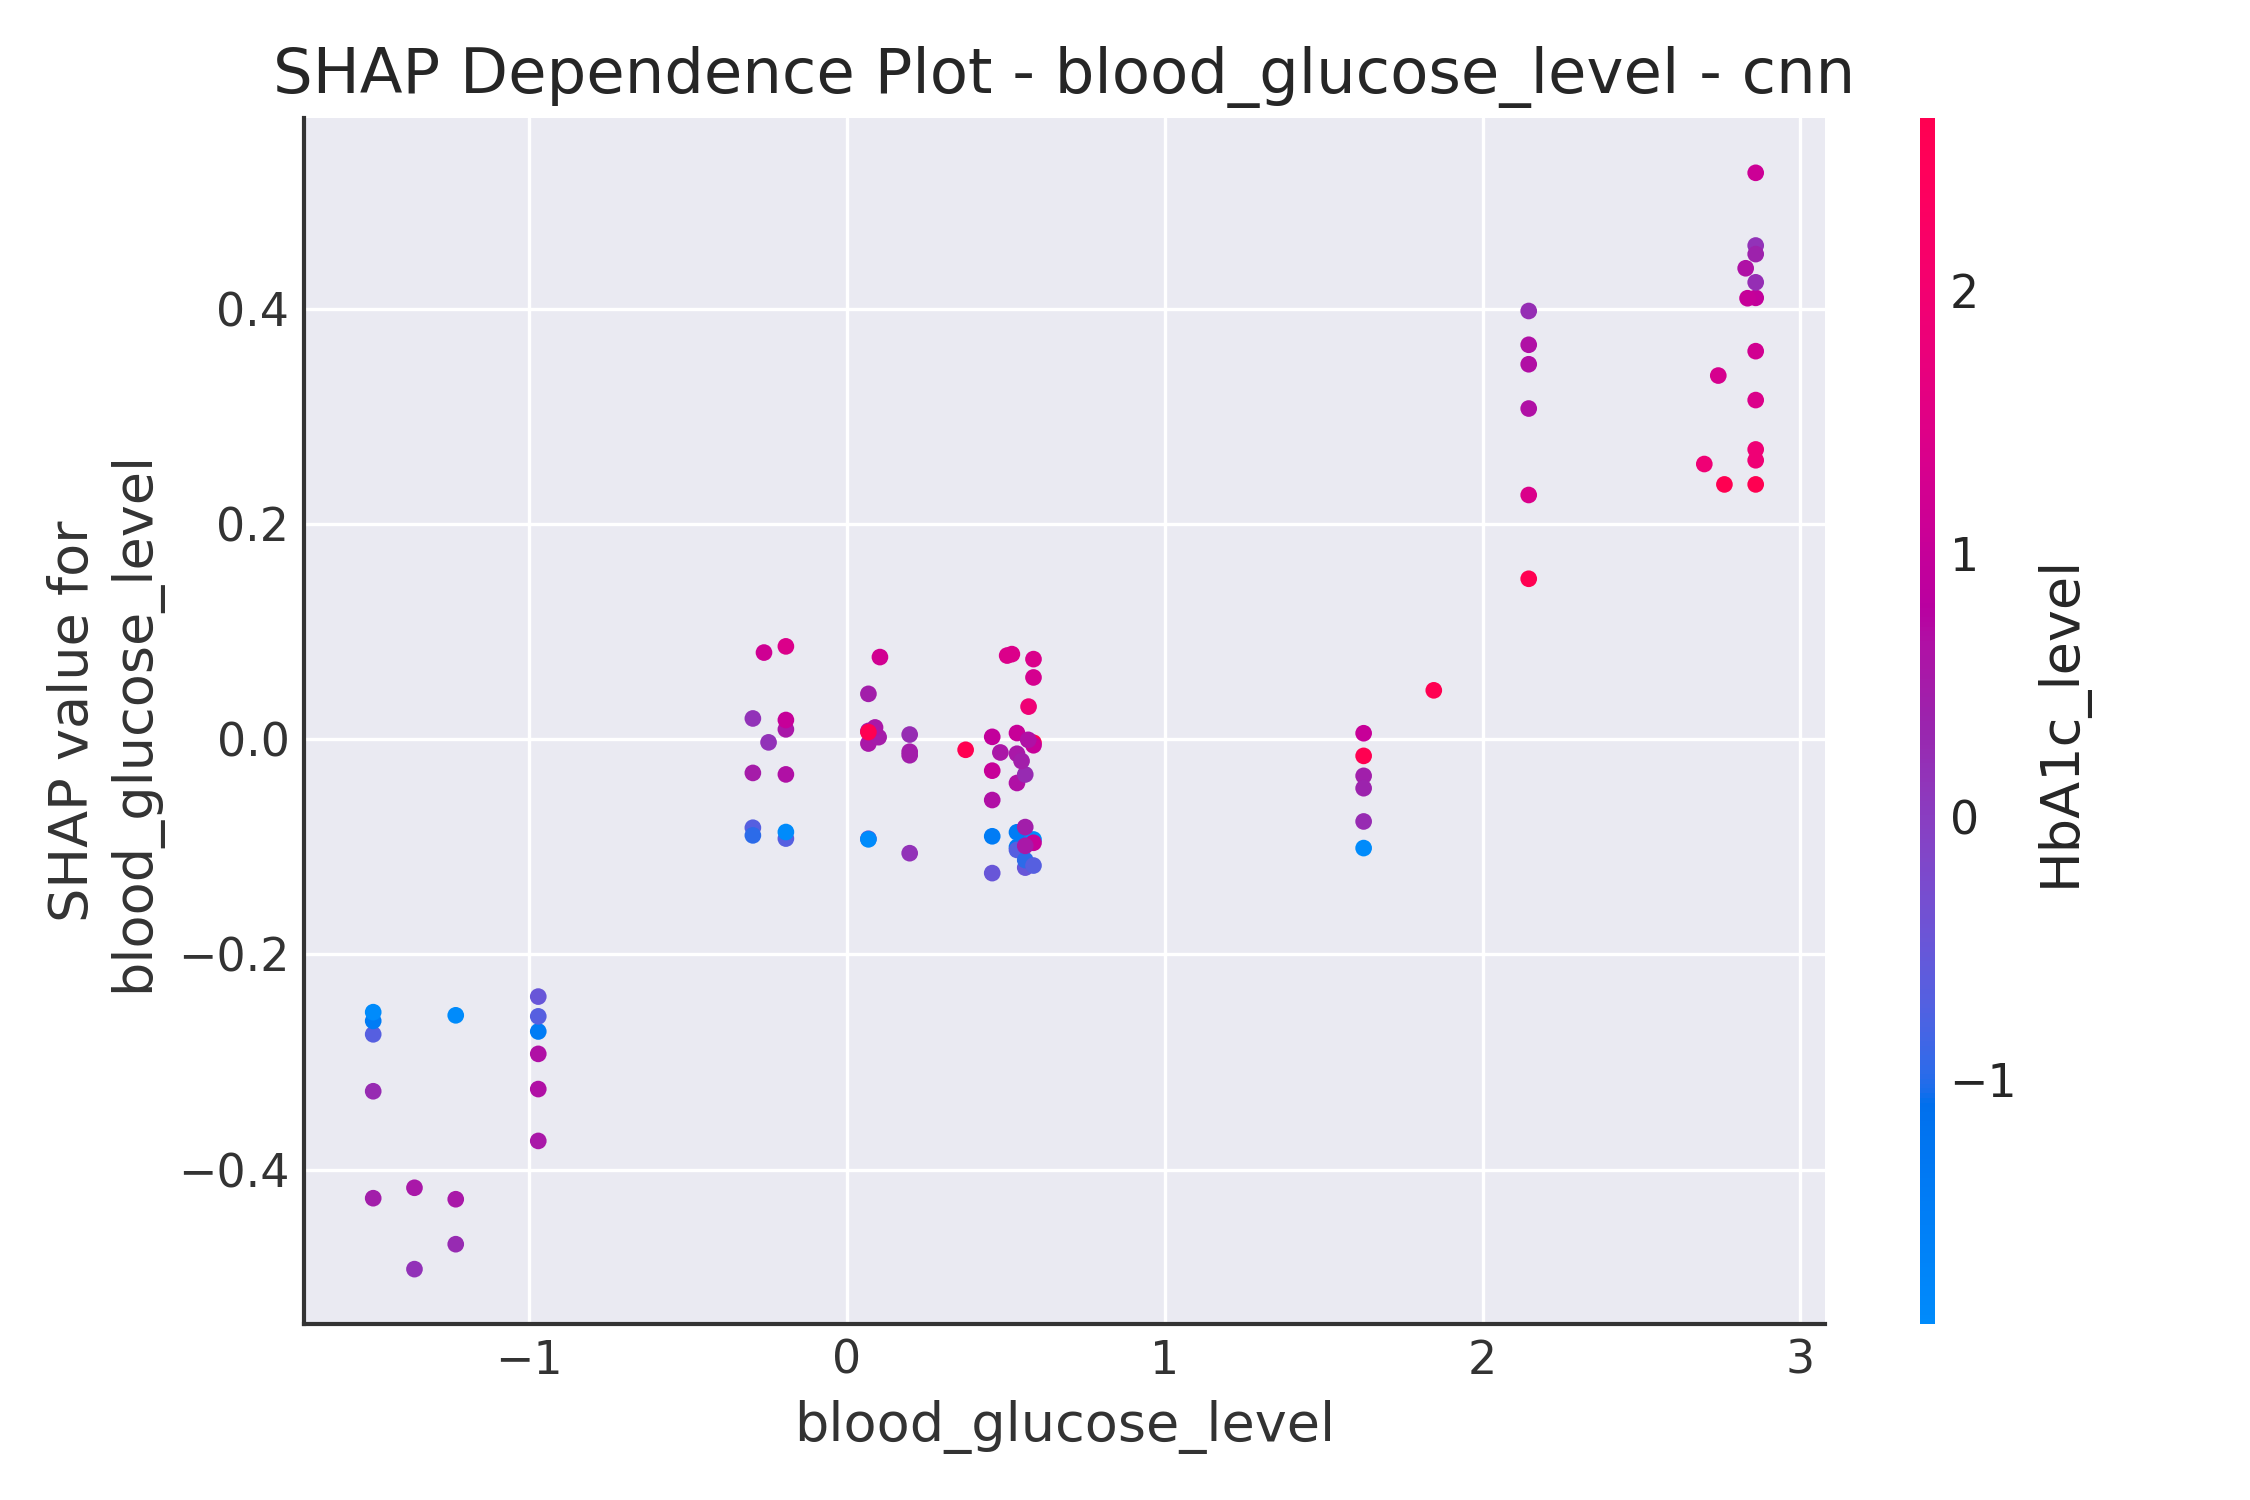 SHAP Dependence Plot - blood_glucose_level - cnn
SHAP value for
blood_glucose_level
0.4
0.2
0.0
−0.2
−0.4
−1
0
1
2
3
blood_glucose_level
2
1
0
−1
HbA1c_level